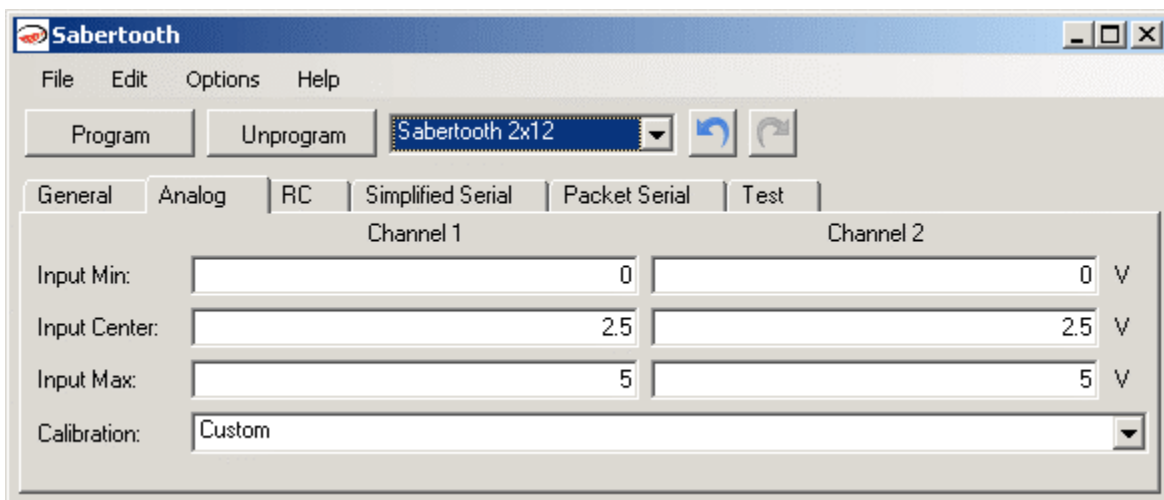 Sabertooth
File Edit Options Help
Program Unprogram Sabertooth 2x12
General Analog RC Simplified Serial Packet Serial Test
Channel 1 Channel 2
Input Min: 0 0 V
Input Center: 2.5 2.5 V
Input Max: 5 5 V
Calibration: Custom